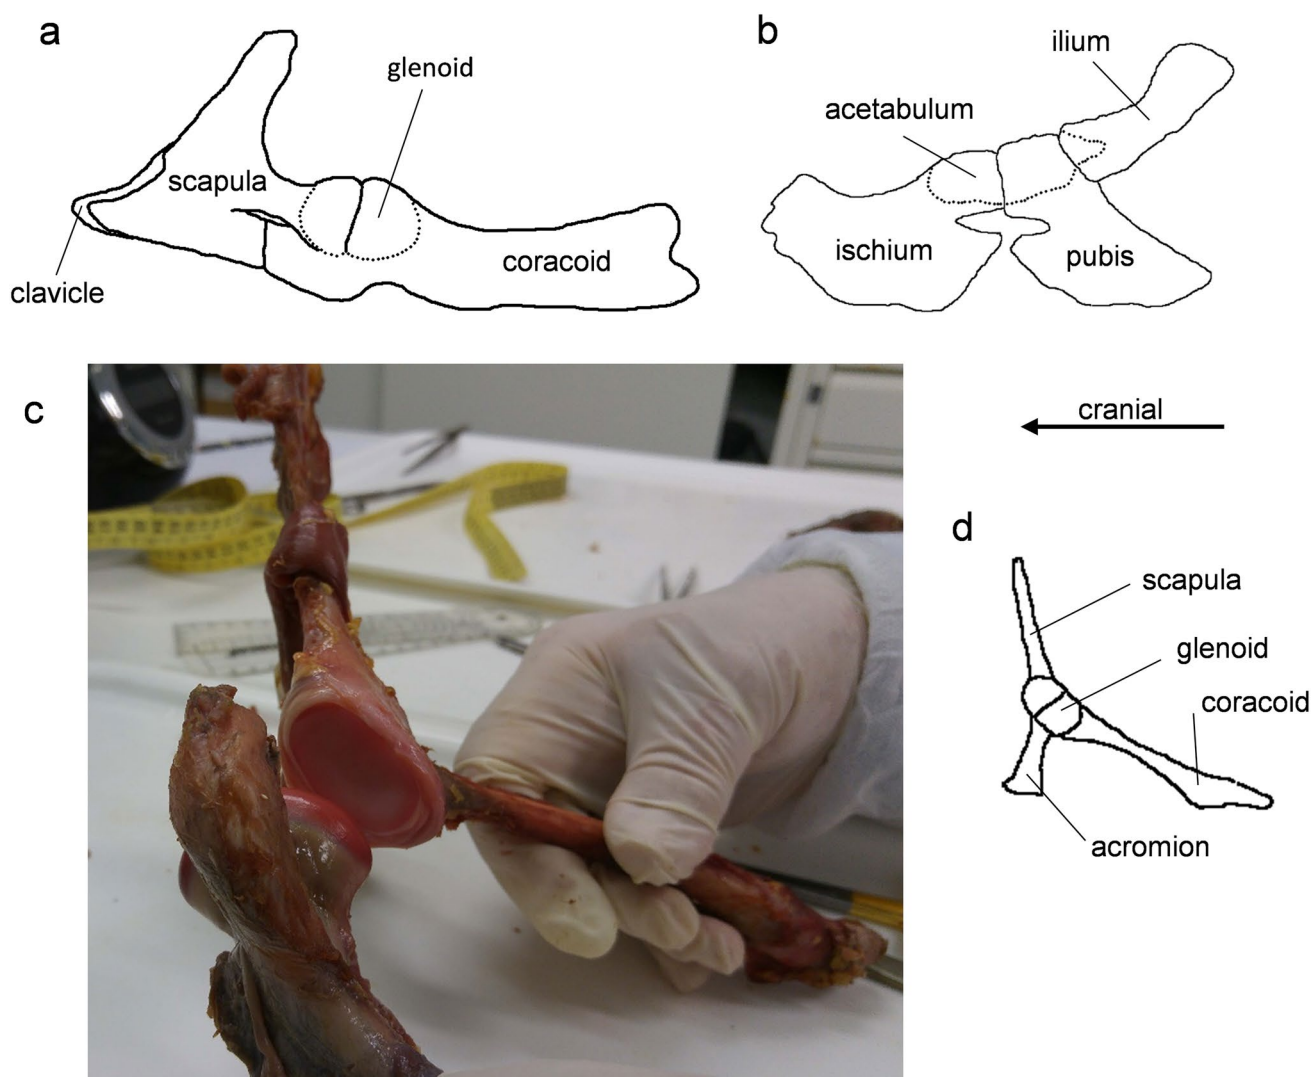 a
glenoid
scapula
coracoid
clavicle
b
ilium
acetabulum
ischium
pubis
c
cranial
d
scapula
glenoid
coracoid
acromion